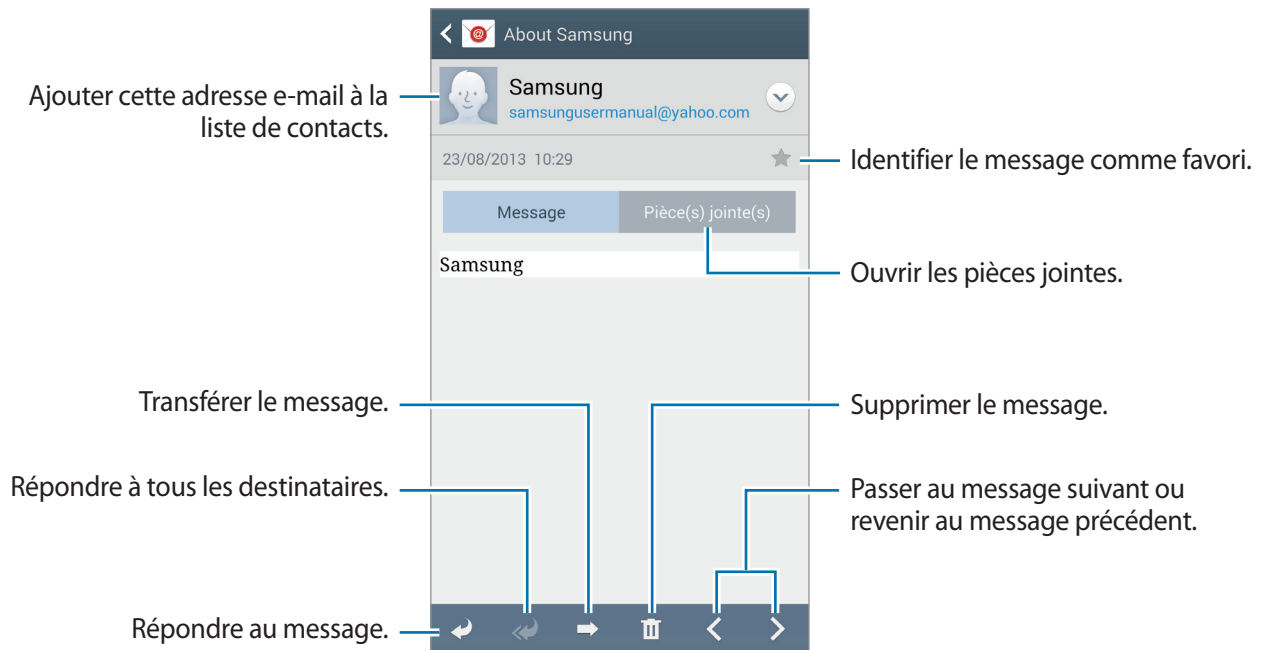 About Samsung
Ajouter cette adresse e-mail à la
liste de contacts.
Samsung
samsungusermanual@yahoo.com
23/08/2013 10:29
Identifier le message comme favori.
Message
Pièce(s) jointe(s)
Samsung
Ouvrir les pièces jointes.
Transférer le message.
Supprimer le message.
Répondre à tous les destinataires.
Passer au message suivant ou
revenir au message précédent.
Répondre au message.